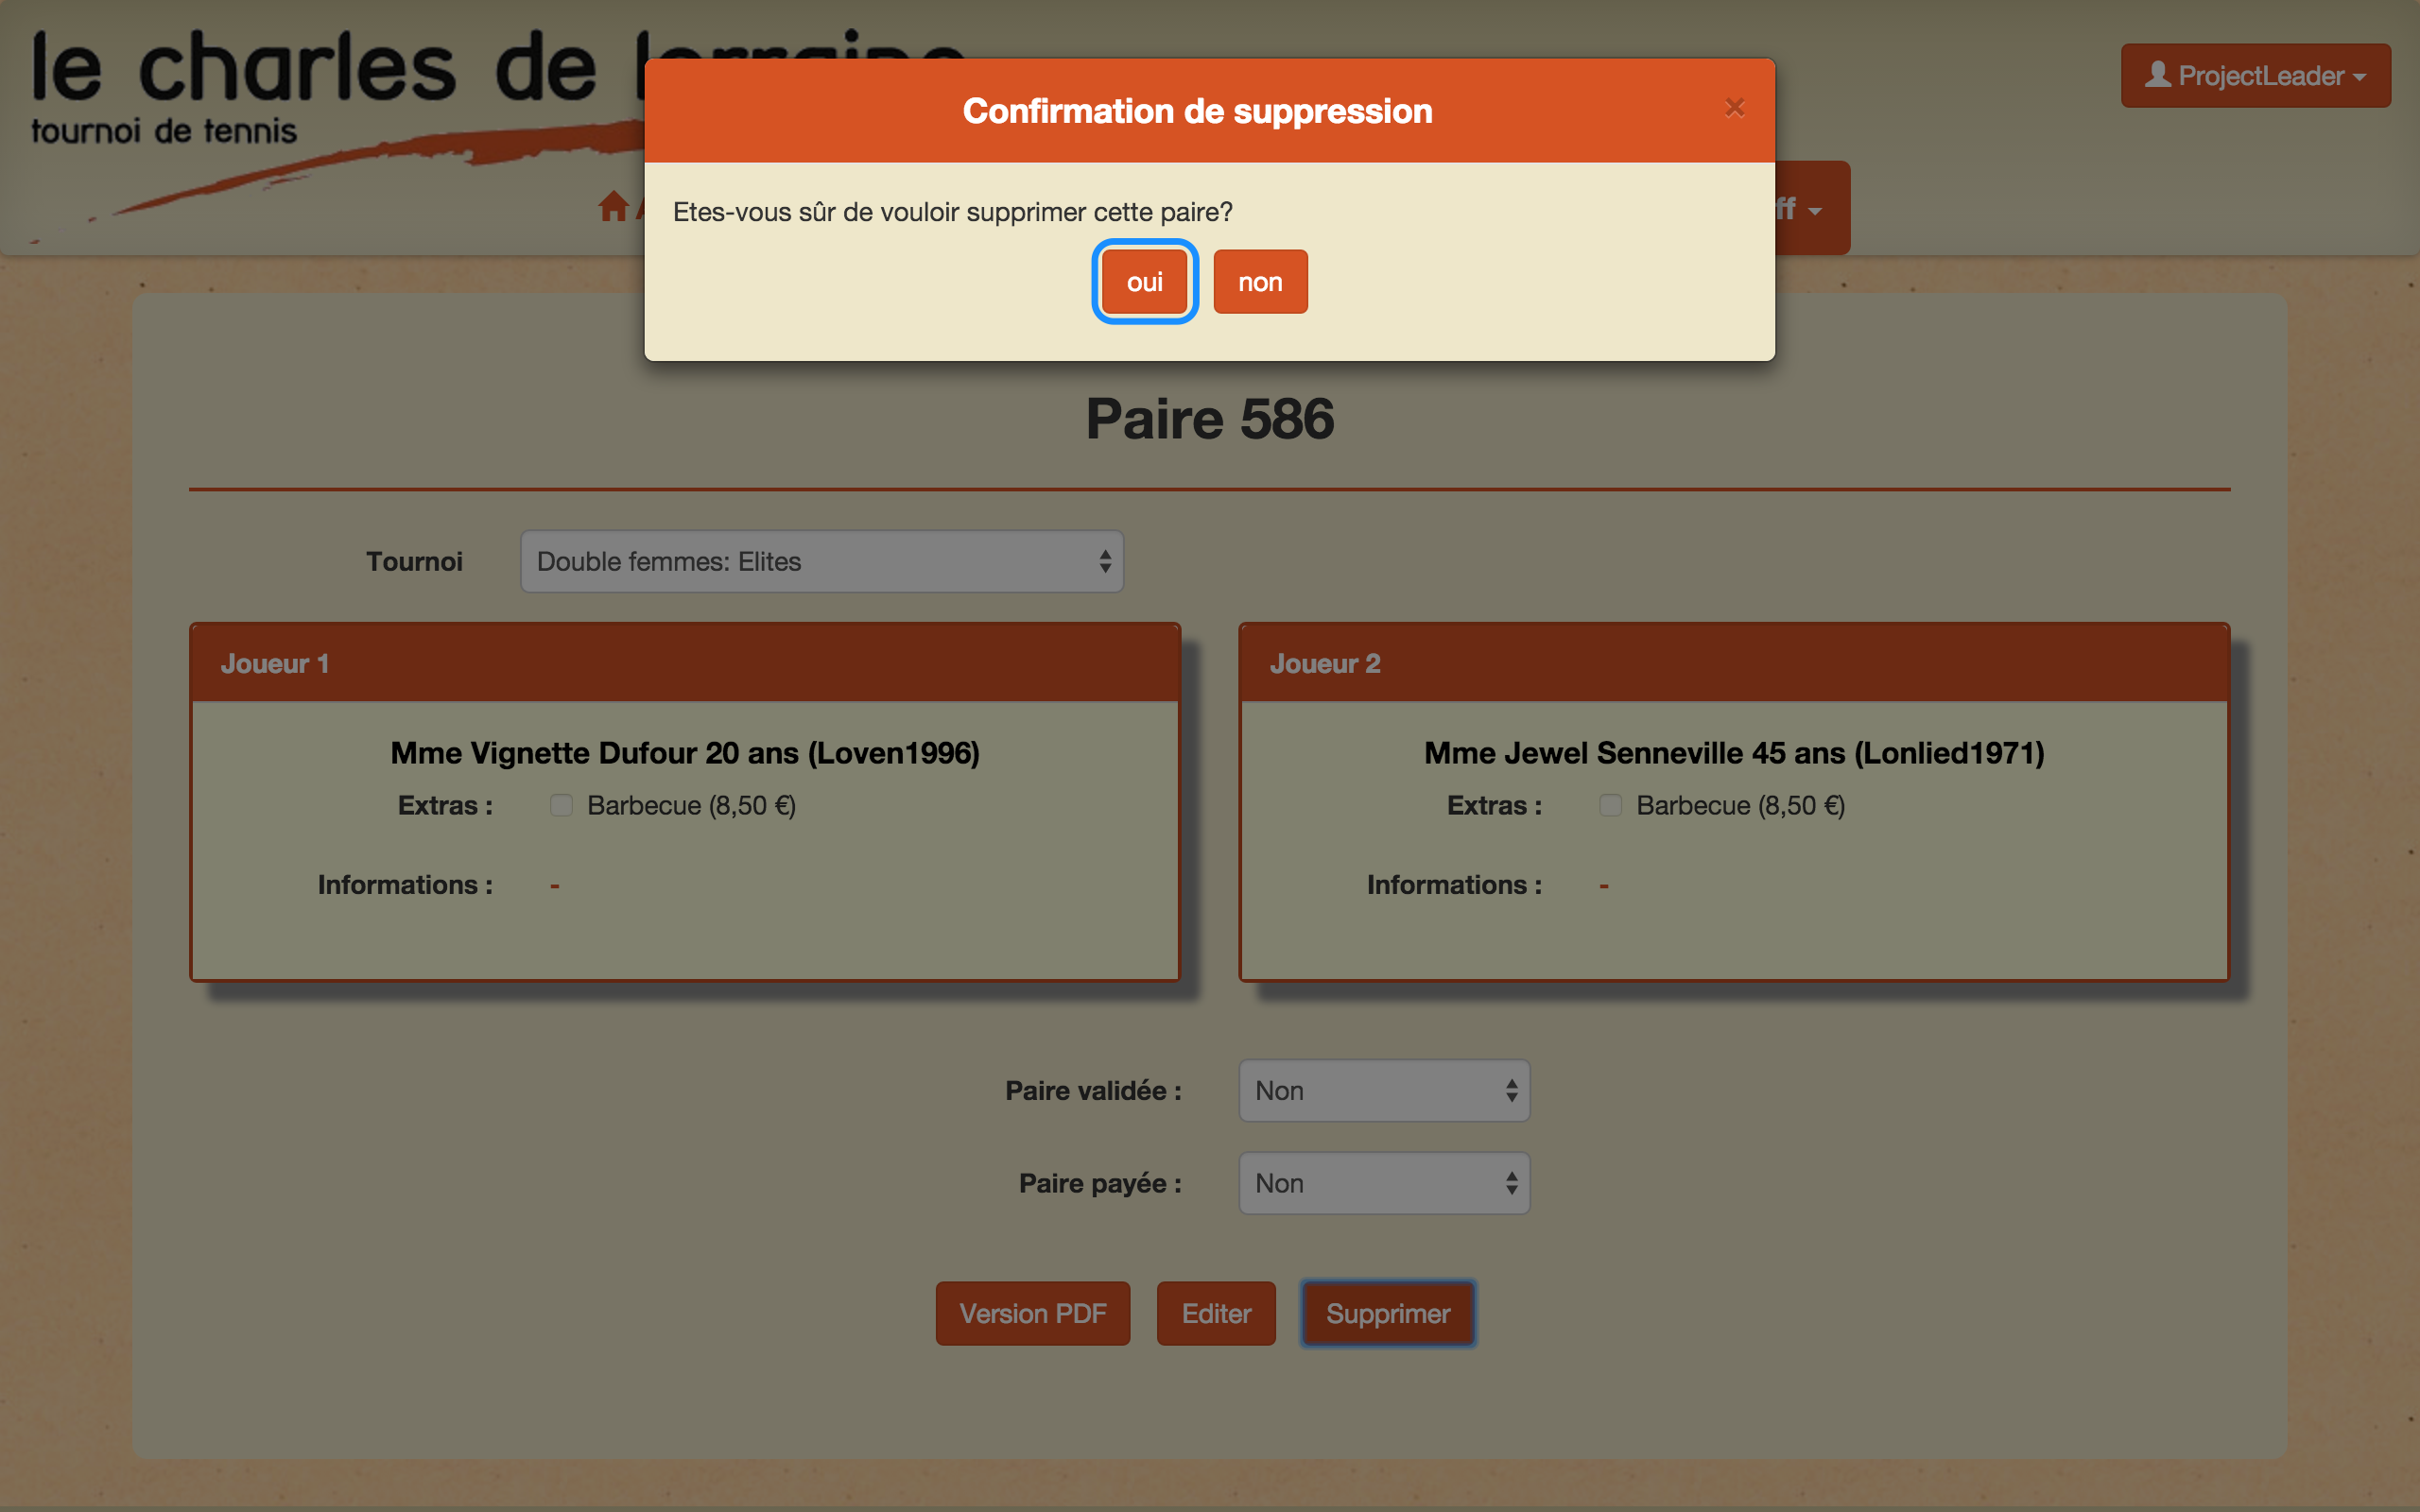 le charles de lorraine
tournoi de tennis
ProjectLeader
Confirmation de suppression
×
Etes-vous sûr de vouloir supprimer cette paire?
oui non
Paire 586
Tournoi Double femmes: Elites
Joueur 1
Mme Vignette Dufour 20 ans (Loven1996)
Extras : Barbecue (8,50 €)
Informations : -
Joueur 2
Mme Jewel Senneville 45 ans (Lonlied1971)
Extras : Barbecue (8,50 €)
Informations : -
Paire validée : Non
Paire payée : Non
Version PDF Editer Supprimer